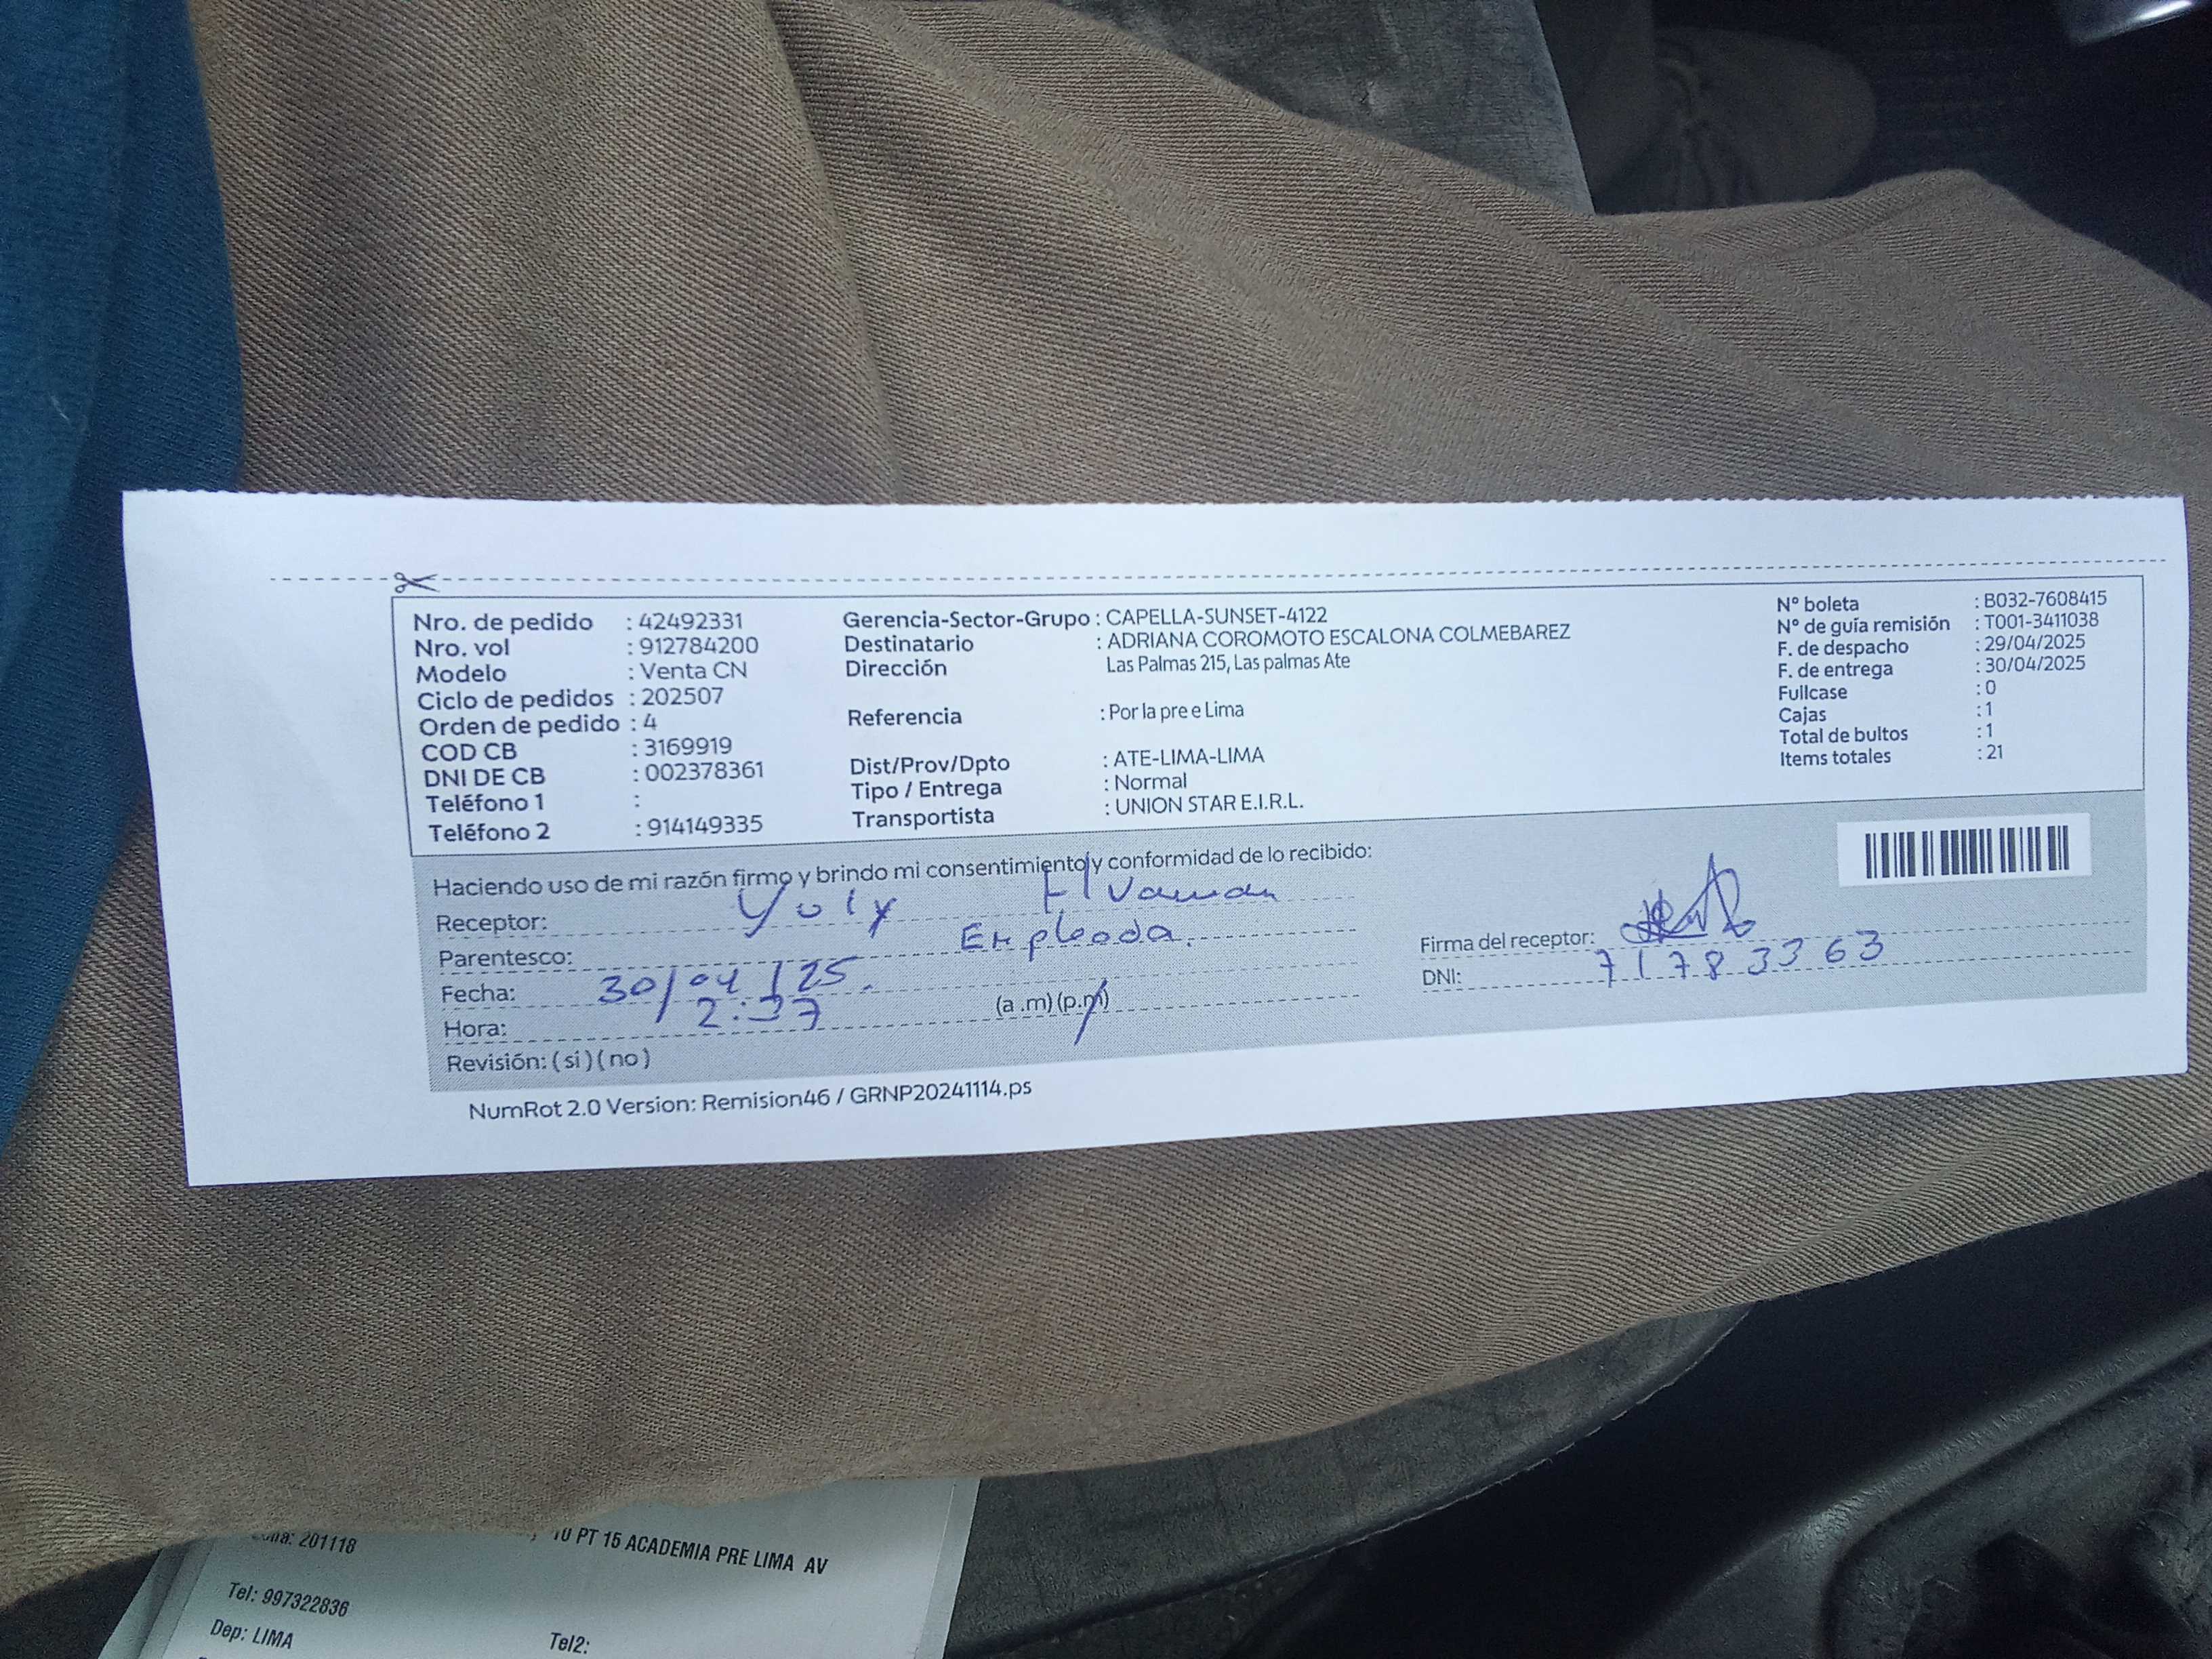 Nro. de pedido : 42492331
Nro. vol : 912784200
Modelo : Venta CN
Ciclo de pedidos : 202507
Orden de pedido : 4
COD CB : 3169919
DNI DE CB : 002378361
Teléfono 1 :
Teléfono 2 : 914149335
Gerencia-Sector-Grupo : CAPELLA-SUNSET-4122
Destinatario : ADRIANA COROMOTO ESCALONA COLMEBAREZ
Dirección Las Palmas 215, Las palmas Ate
Referencia : Por la pre e Lima
Dist/Prov/Dpto : ATE-LIMA-LIMA
Tipo / Entrega : Normal
Transportista : UNION STAR E.I.R.L.
N° boleta : B032-7608415
N° de guía remisión : T001-3411038
F. de despacho : 29/04/2025
F. de entrega : 30/04/2025
Fullcase : 0
Cajas : 1
Total de bultos : 1
Items totales : 21
Haciendo uso de mi razón firmo y brindo mi consentimiento y conformidad de lo recibido:
Receptor: Yuly
Parentesco: Empleada.
Fecha: 30/04/25.
Hora: 2:37 (a .m) (p.m)
Revisión: ( si ) ( no )
Firma del receptor:
DNI: 71783363
NumRot 2.0 Version: Remision46 / GRNP20241114.ps
201118
10 PT 15 ACADEMIA PRE LIMA AV
Tel: 997322836
Dep: LIMA
Tel2: